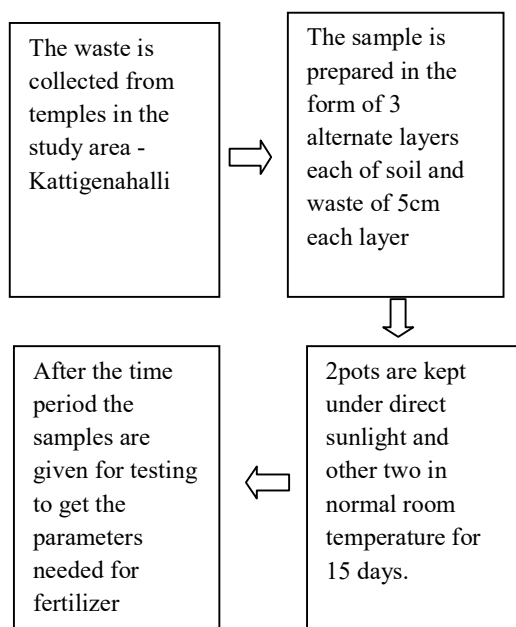 The waste is
collected from
temples in the
study area -
Kattigenahalli
The sample is
prepared in the
form of 3
alternate layers
each of soil and
waste of 5cm
each layer
2pots are kept
under direct
sunlight and
other two in
normal room
temperature for
15 days.
After the time
period the
samples are
given for testing
to get the
parameters
needed for
fertilizer